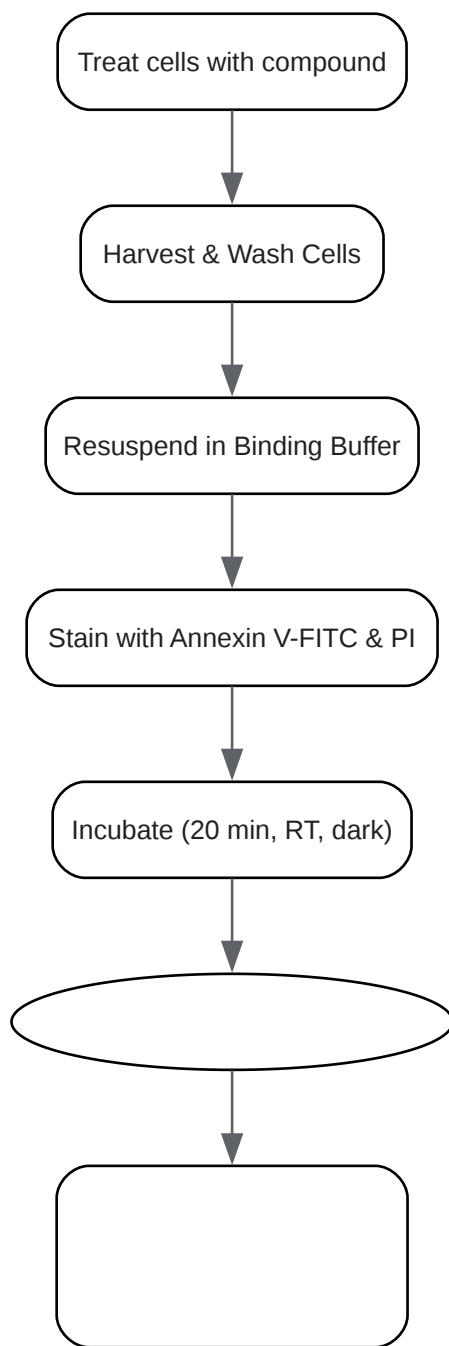 Treat cells with compound
Harvest & Wash Cells
Resuspend in Binding Buffer
Stain with Annexin V-FITC & PI
Incubate (20 min, RT, dark)